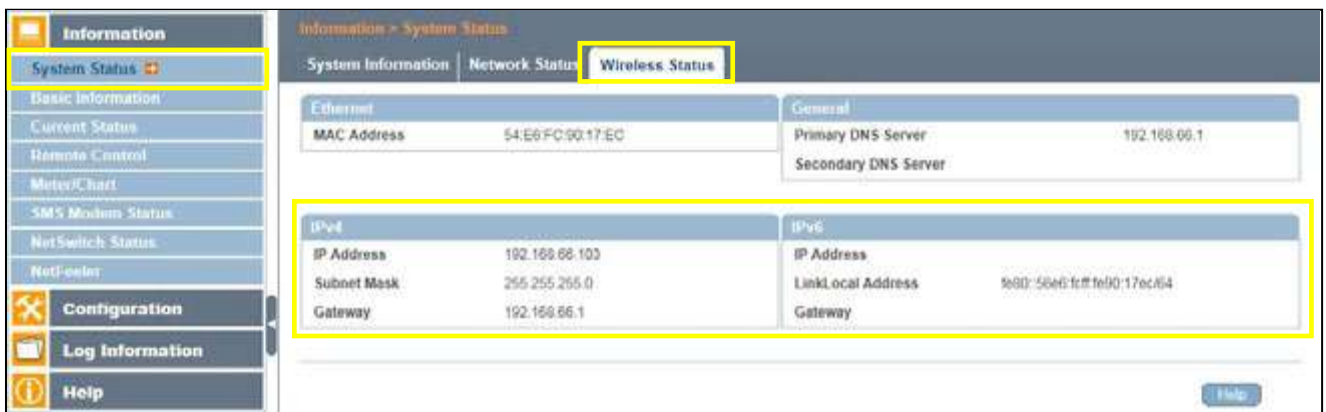 Information
System Status
Basic Information
Current Status
Remote Control
Meter/Chart
SMS Modem Status
NetSwitch Status
NetFeeler
Configuration
Log Information
Help
Information > System Status
System Information
Network Status
Wireless Status
Ethernet
MAC Address 54:E6:FC:90:17:EC
General
Primary DNS Server 192.168.66.1
Secondary DNS Server
IPv4
IP Address 192.168.66.103
Subnet Mask 255.255.255.0
Gateway 192.168.66.1
IPv6
IP Address
LinkLocal Address fe80::56e6:fcff:fe90:17ec/64
Gateway
Help